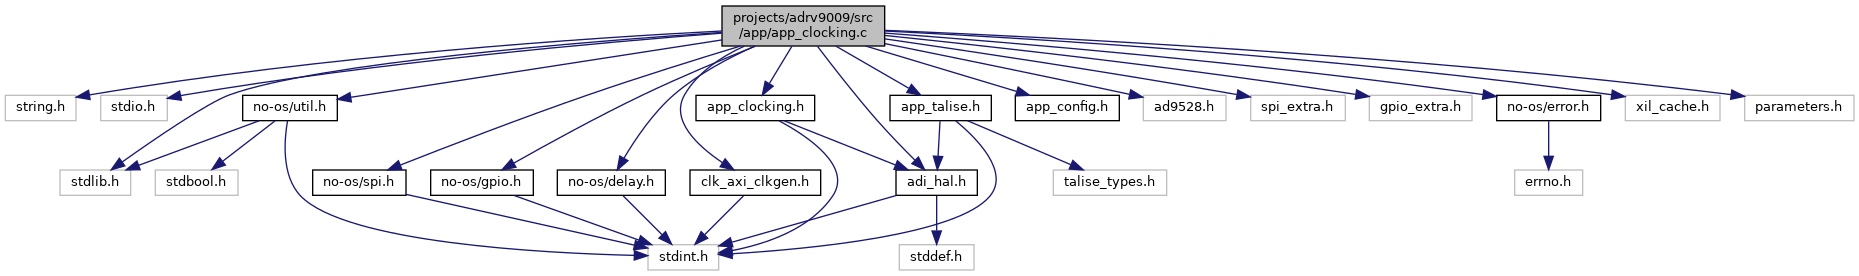 projects/adrv9009/src
/app/app_clocking.c
string.h
stdio.h
no-os/util.h
app_clocking.h
app_talise.h
app_config.h
ad9528.h
spi_extra.h
gpio_extra.h
no-os/error.h
xil_cache.h
parameters.h
stdlib.h
stdbool.h
no-os/spi.h
no-os/gpio.h
no-os/delay.h
clk_axi_clkgen.h
adi_hal.h
talise_types.h
errno.h
stdint.h
stddef.h